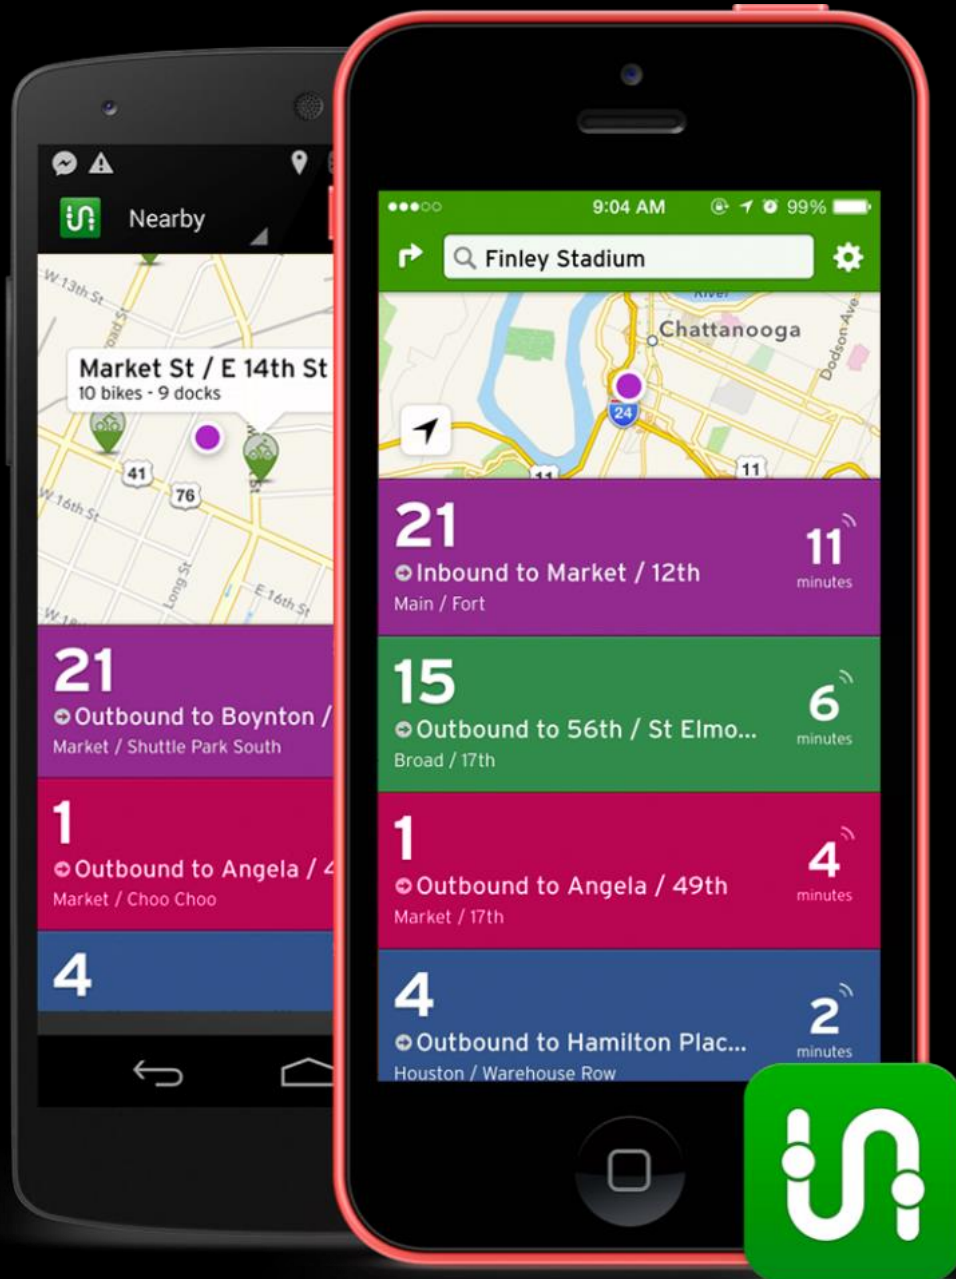 Nearby
W 13th St
Market St / E 14th St
10 bikes - 9 docks
41
76
W 16th St
Long St
E 16th St
21
Outbound to Boynton /
Market / Shuttle Park South
1
Outbound to Angela / 4
Market / Choo Choo
4
9:04 AM
99%
Finley Stadium
River
Chattanooga
Dodson Ave
24
11
11
21
11
Inbound to Market / 12th
minutes
Main / Fort
15
6
Outbound to 56th / St Elmo...
minutes
Broad / 17th
1
4
Outbound to Angela / 49th
minutes
Market / 17th
4
2
Outbound to Hamilton Plac...
minutes
Houston / Warehouse Row